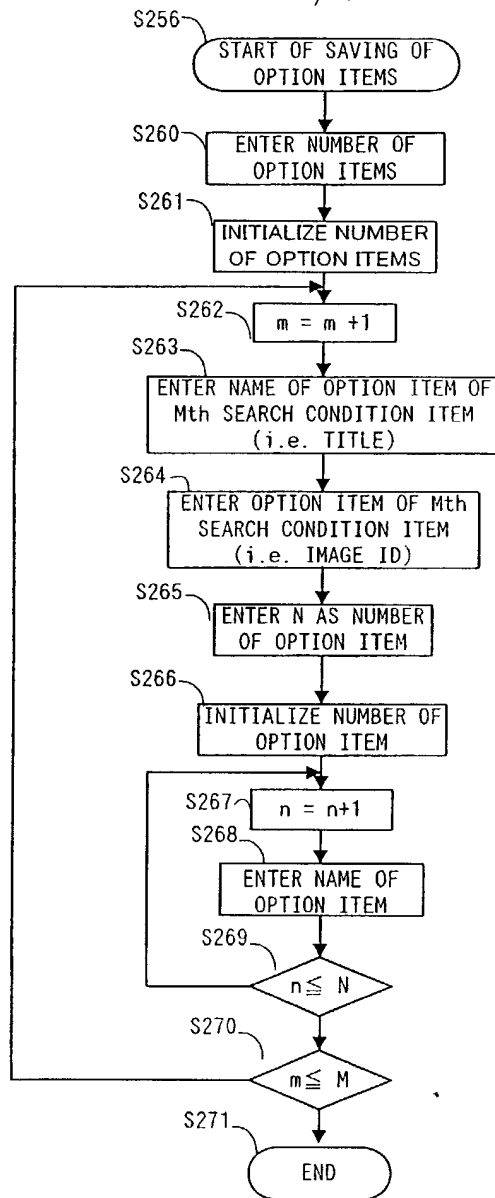 S256
START OF SAVING OF
OPTION ITEMS
S260
ENTER NUMBER OF
OPTION ITEMS
S261
INITIALIZE NUMBER
OF OPTION ITEMS
S262
m = m +1
S263
ENTER NAME OF OPTION ITEM OF
Mth SEARCH CONDITION ITEM
(i.e. TITLE)
S264
ENTER OPTION ITEM OF Mth
SEARCH CONDITION ITEM
(i.e. IMAGE ID)
S265
ENTER N AS NUMBER
OF OPTION ITEM
S266
INITIALIZE NUMBER OF
OPTION ITEM
S267
n = n+1
S268
ENTER NAME OF
OPTION ITEM
S269
n ≦ N
S270
m ≦ M
S271
END